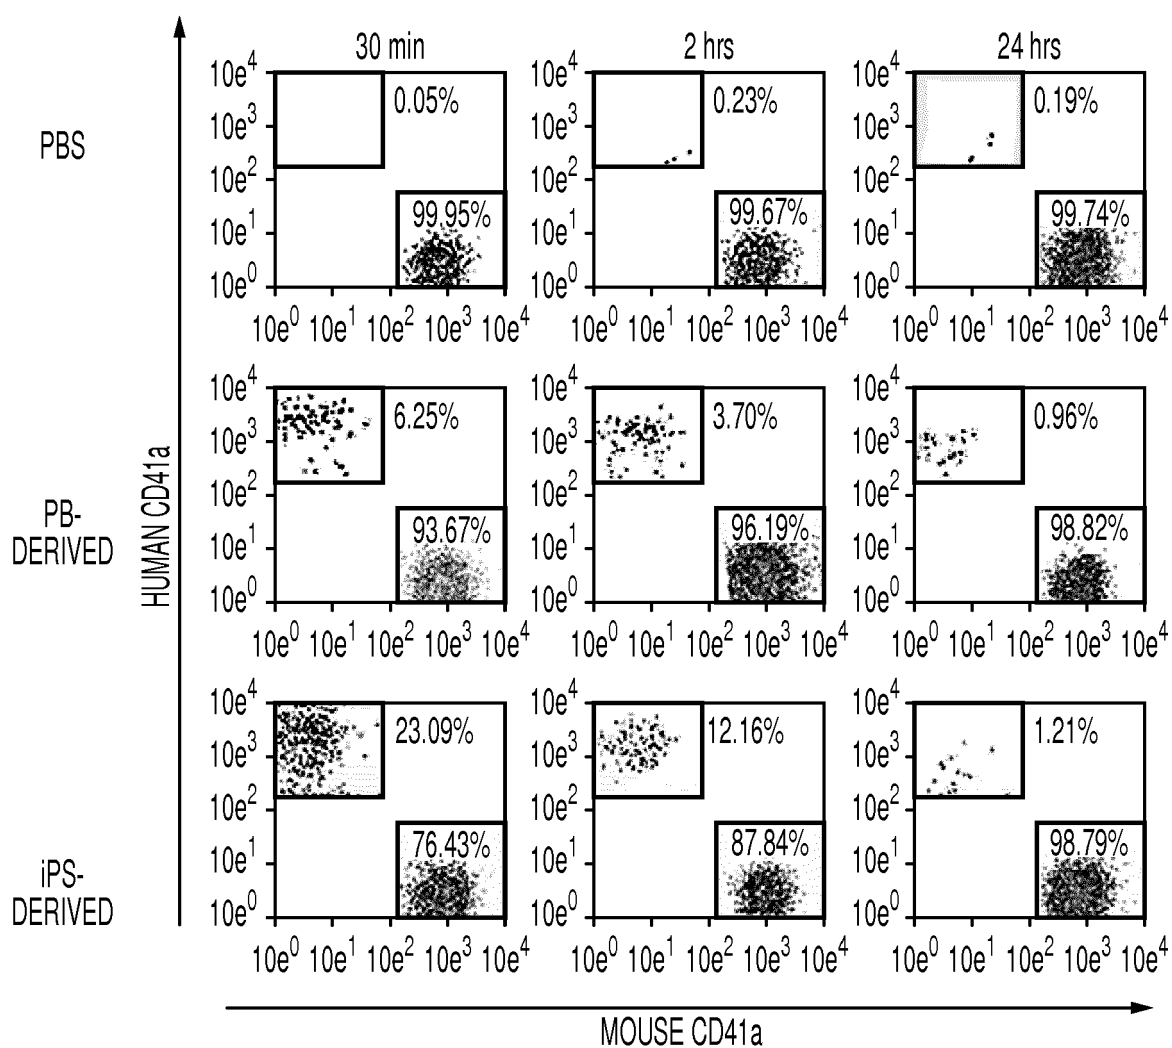 30 min 2 hrs 24 hrs
PBS
10e⁴ 0.05% 10e⁴ 0.23% 10e⁴ 0.19%
10e³ 10e³ 10e³
10e² 10e² 10e²
99.95% 99.67% 99.74%
10e¹ 10e¹ 10e¹
10e⁰ 10e⁰ 10e⁰
10e⁰ 10e¹ 10e² 10e³ 10e⁴ 10e⁰ 10e¹ 10e² 10e³ 10e⁴ 10e⁰ 10e¹ 10e² 10e³ 10e⁴
HUMAN CD41a
PB-
DERIVED
10e⁴ 6.25% 10e⁴ 3.70% 10e⁴ 0.96%
10e³ 10e³ 10e³
10e² 10e² 10e²
93.67% 96.19% 98.82%
10e¹ 10e¹ 10e¹
10e⁰ 10e⁰ 10e⁰
10e⁰ 10e¹ 10e² 10e³ 10e⁴ 10e⁰ 10e¹ 10e² 10e³ 10e⁴ 10e⁰ 10e¹ 10e² 10e³ 10e⁴
iPS-
DERIVED
10e⁴ 23.09% 10e⁴ 12.16% 10e⁴ 1.21%
10e³ 10e³ 10e³
10e² 10e² 10e²
76.43% 87.84% 98.79%
10e¹ 10e¹ 10e¹
10e⁰ 10e⁰ 10e⁰
10e⁰ 10e¹ 10e² 10e³ 10e⁴ 10e⁰ 10e¹ 10e² 10e³ 10e⁴ 10e⁰ 10e¹ 10e² 10e³ 10e⁴
MOUSE CD41a